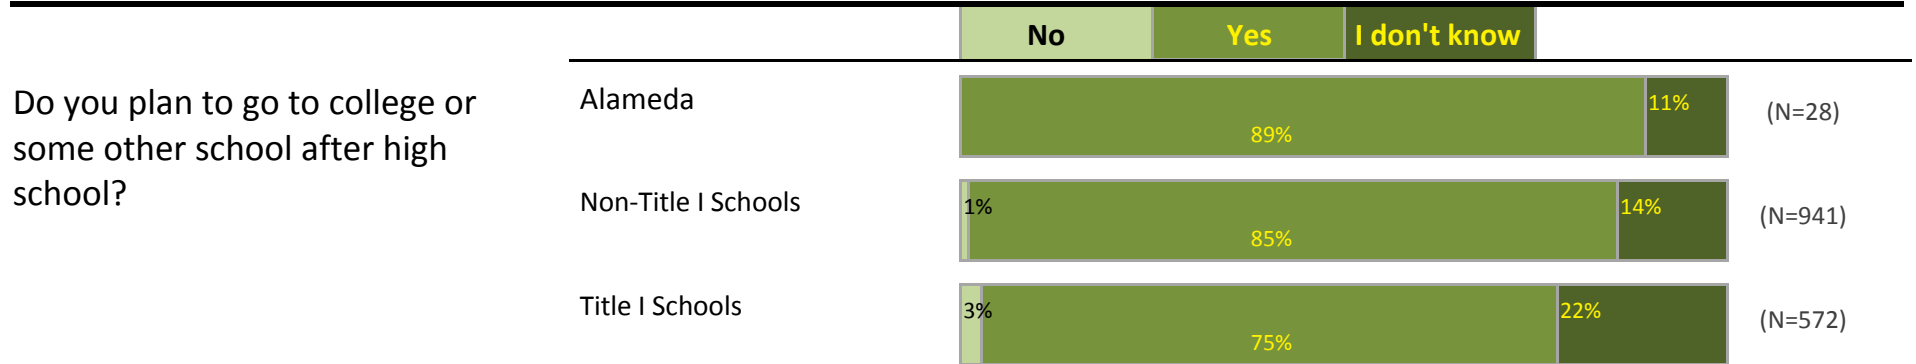 No Yes I don't know
Do you plan to go to college or
some other school after high
school?
Alameda
89%
11%
(N=28)
Non-Title I Schools
1%
85%
14%
(N=941)
Title I Schools
3%
75%
22%
(N=572)